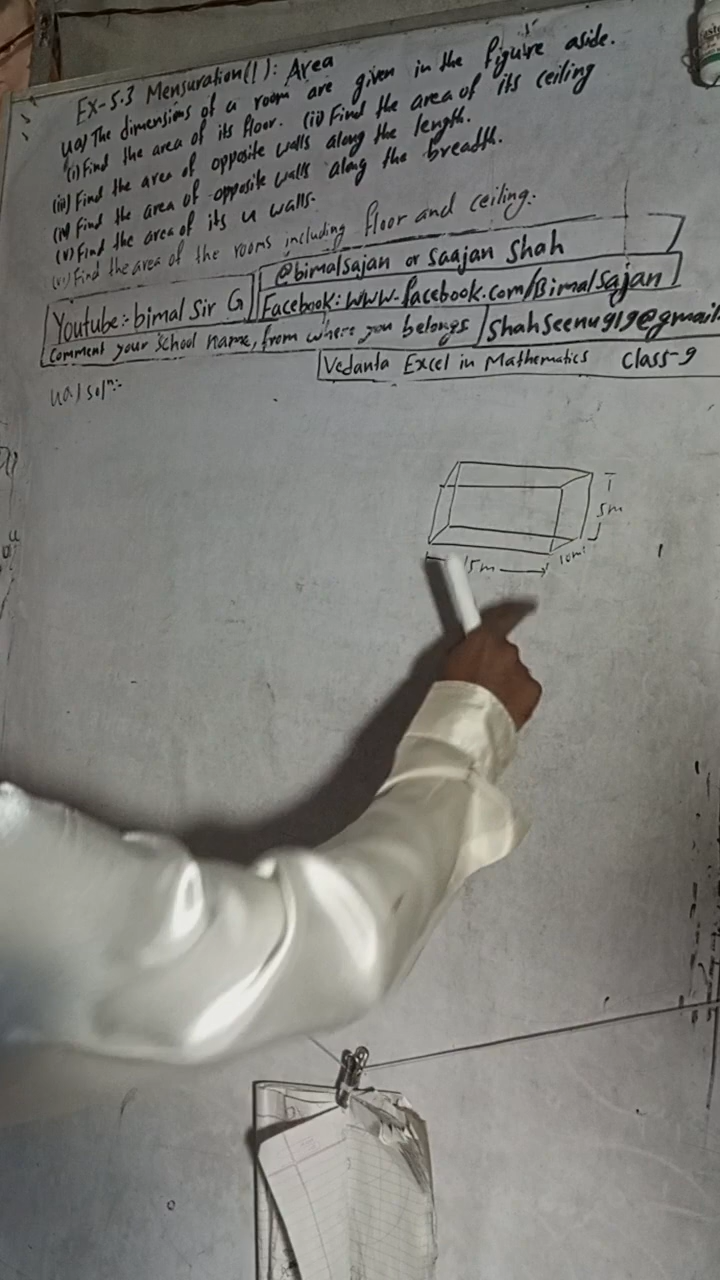 EX-5.3 Mensuration(I): Area
4a) The dimensions of a room are given in the figure aside.
(i) Find the area of its floor. (ii) Find the area of its ceiling
(iii) Find the area of opposite walls along the length.
(iv) Find the area of opposite walls along the breadth.
(v) Find the area of its 4 walls.
(vi) Find the area of the rooms including floor and ceiling.
Youtube:- bimal Sir G
@bimalsajan or Saajan Shah
Facebook: www.facebook.com/Bimalsajan
Comment your school name, from where you belongs
shahseenu919@gmail.
Vedanta Excel in Mathematics Class-9
4a) solⁿ:-
5m
10m
15m